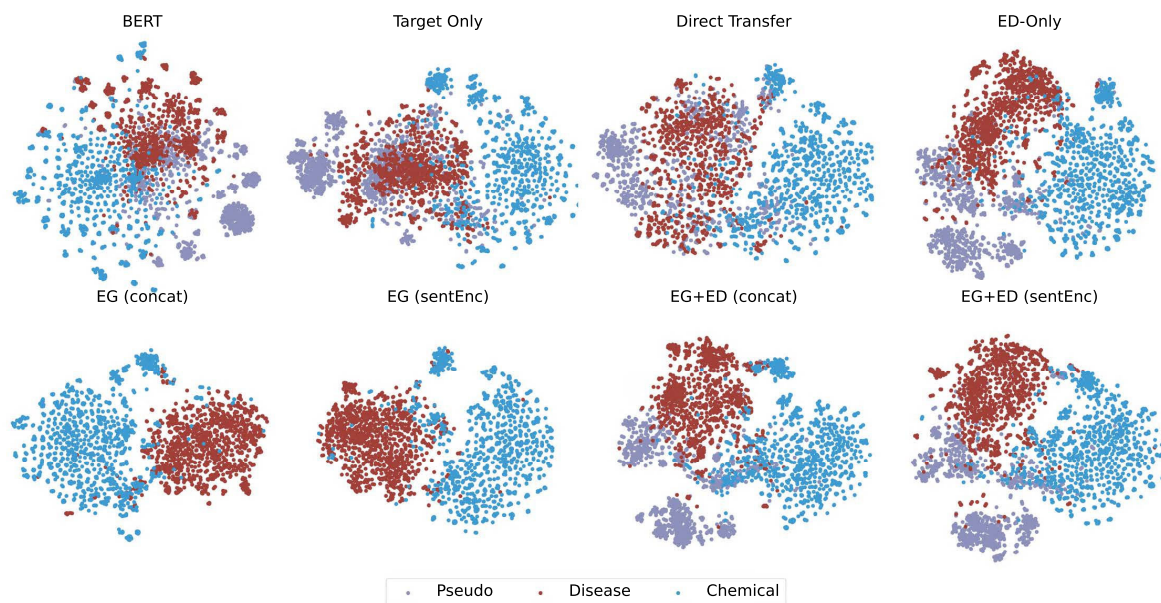 BERT
Target Only
Direct Transfer
ED-Only
EG (concat)
EG (sentEnc)
EG+ED (concat)
EG+ED (sentEnc)
Pseudo
Disease
Chemical